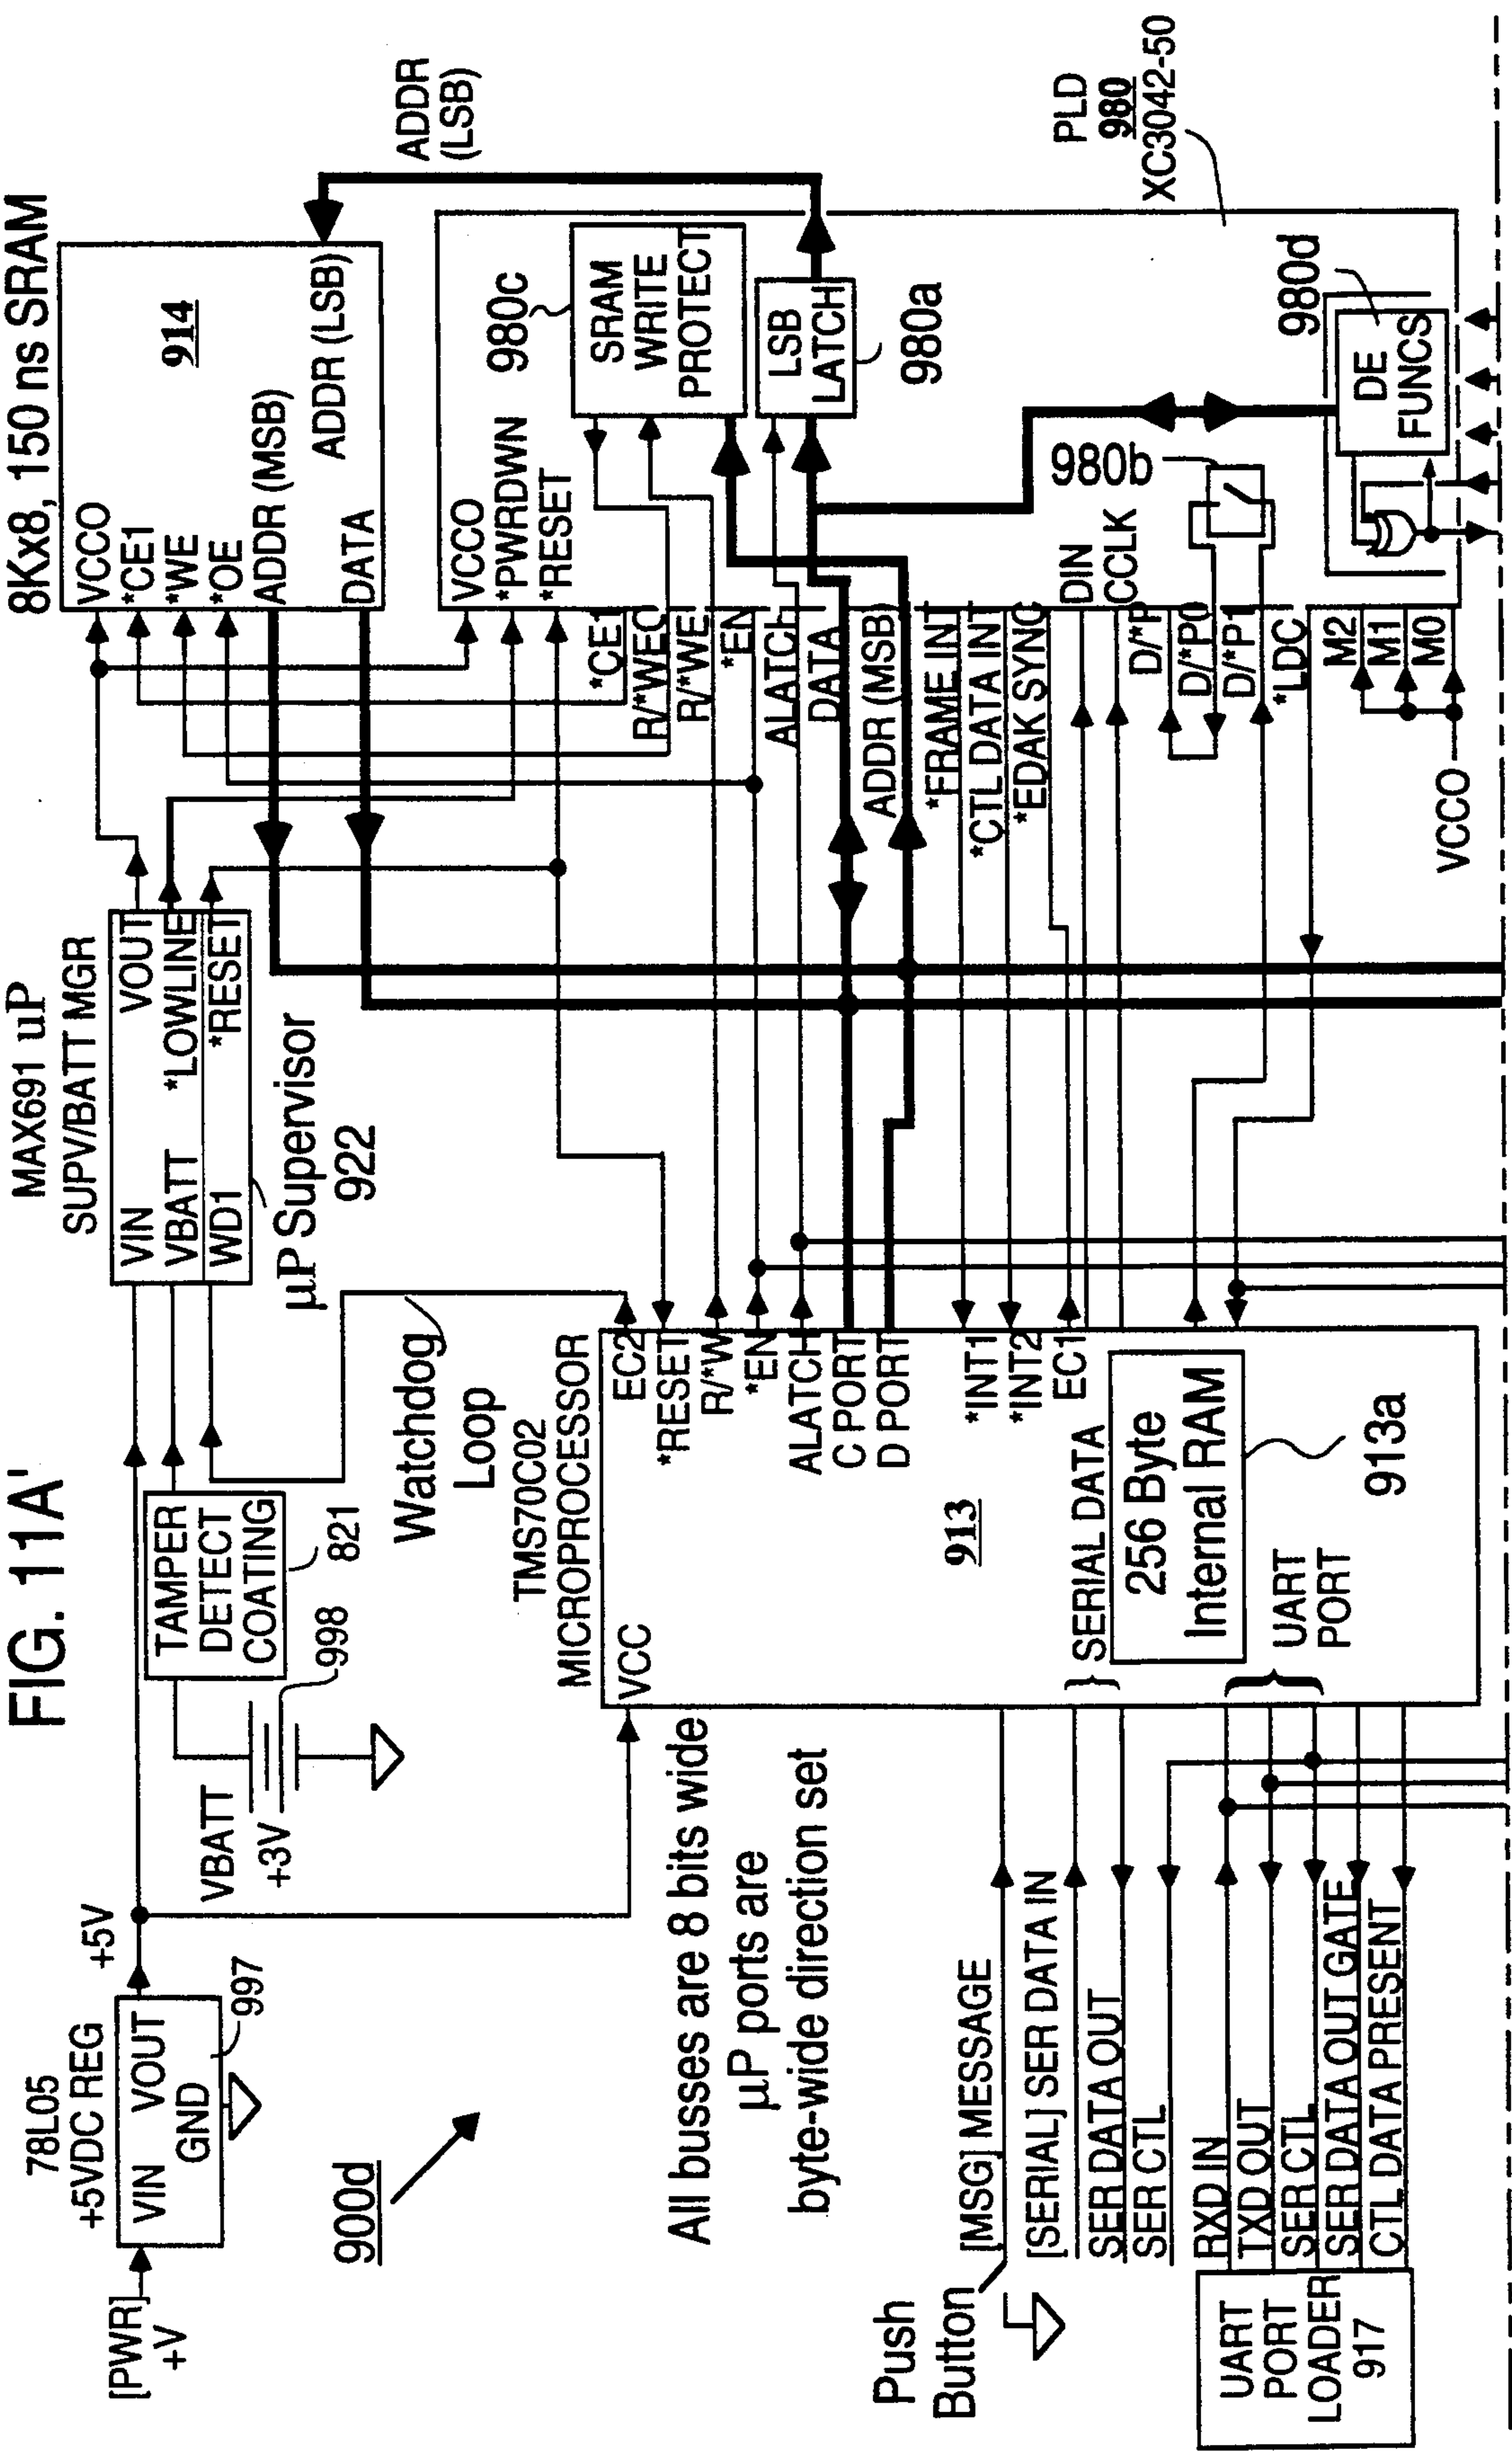 FIG. 11A'
[PWR]
+V
78L05
+5VDC REG
VIN VOUT
GND
997
+5V
VBATT
+3V
998
TAMPER
DETECT
COATING
821
MAX691 uP
SUPV/BATT MGR
VIN VOUT
VBATT *LOWLINE
WD1 *RESET
µP Supervisor
922
8Kx8, 150 ns SRAM
VCCO
*CE1
*WE
*OE
ADDR (MSB)
DATA
914
ADDR (LSB)
ADDR
(LSB)
900d
Watchdog
Loop
All busses are 8 bits wide
µP ports are
byte-wide direction set
TMS70C02
MICROPROCESSOR
VCC
EC2
*RESET
R/*W
*EN
ALATCH
C PORT
D PORT
*INT1
*INT2
EC1
913
SERIAL DATA
256 Byte
Internal RAM
913a
UART
PORT
Push
Button
[MSG] MESSAGE
[SERIAL] SER DATA IN
SER DATA OUT
SER CTL
RXD IN
TXD OUT
SER CTL
SER DATA OUT GATE
CTL DATA PRESENT
UART
PORT
LOADER
917
VCCO
*PWRDWN
*RESET
*CE1
R/*WEO
R/*WEI
*EN
ALATCH
DATA
ADDR (MSB)
*FRAME INT
*CTL DATA INT
*EDAK SYNC
DIN
CCLK
D/*P
D/*P0
D/*P1
*LDC
M2
M1
M0
VCCO
980c
SRAM
WRITE
PROTECT
LSB
LATCH
980a
980b
980d
DE
FUNCS
PLD
980
XC3042-50